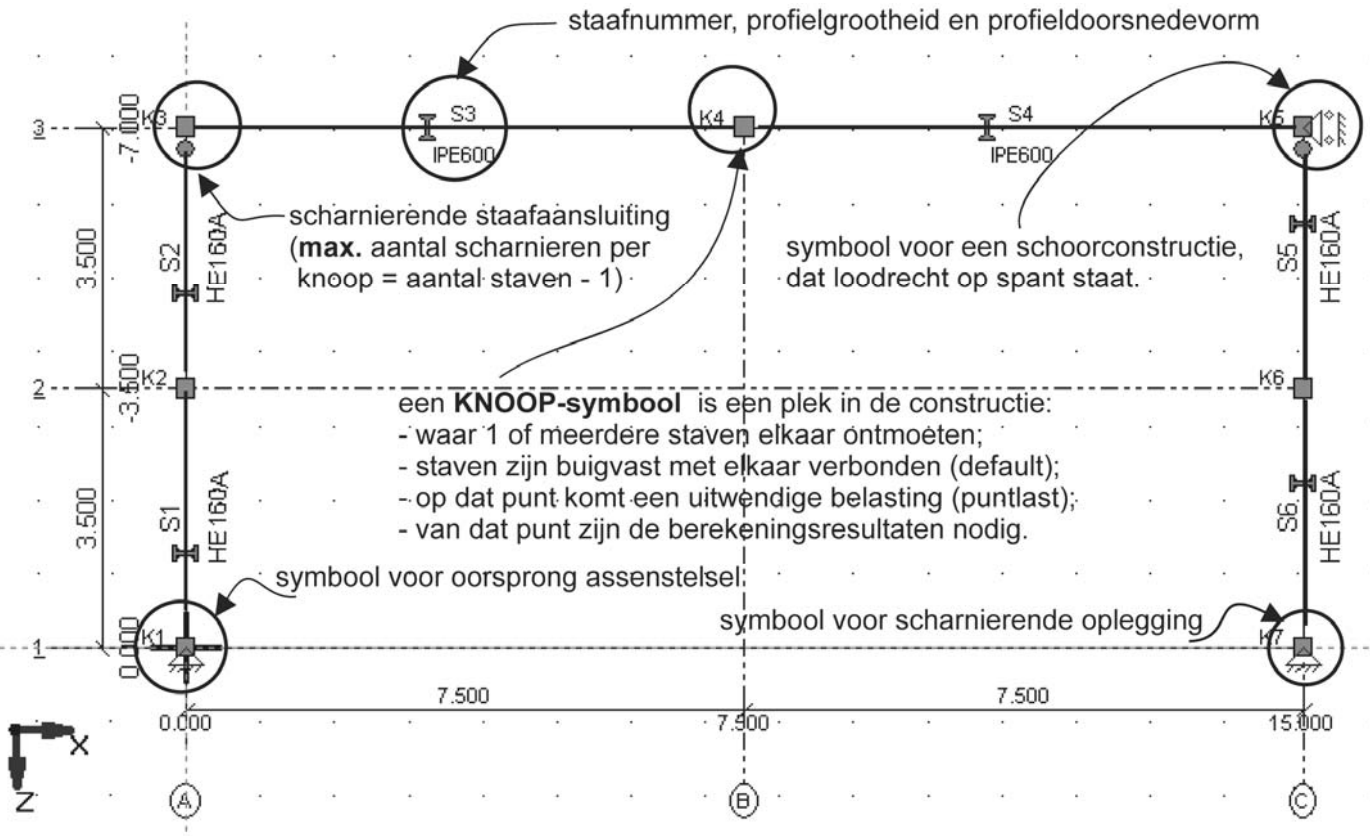 staafnummer, profielgrootheid en profieldoorsnedevorm
3
-7.000
K3
S3
IPE600
K4
S4
IPE600
K5
scharnierende staafaansluiting
(max. aantal scharnieren per
knoop = aantal staven - 1)
symbool voor een schoorconstructie,
dat loodrecht op spant staat.
3.500
S2
HE160A
S5
HE160A
2
-3.500
K2
K6
een KNOOP-symbool is een plek in de constructie:
- waar 1 of meerdere staven elkaar ontmoeten;
- staven zijn buigvast met elkaar verbonden (default);
- op dat punt komt een uitwendige belasting (puntlast);
- van dat punt zijn de berekeningsresultaten nodig.
3.500
S1
HE160A
S6
HE160A
symbool voor oorsprong assenstelsel
symbool voor scharnierende oplegging
1
0.000
K1
K7
7.500
7.500
0.000
7.500
15.000
X
Z
A
B
C